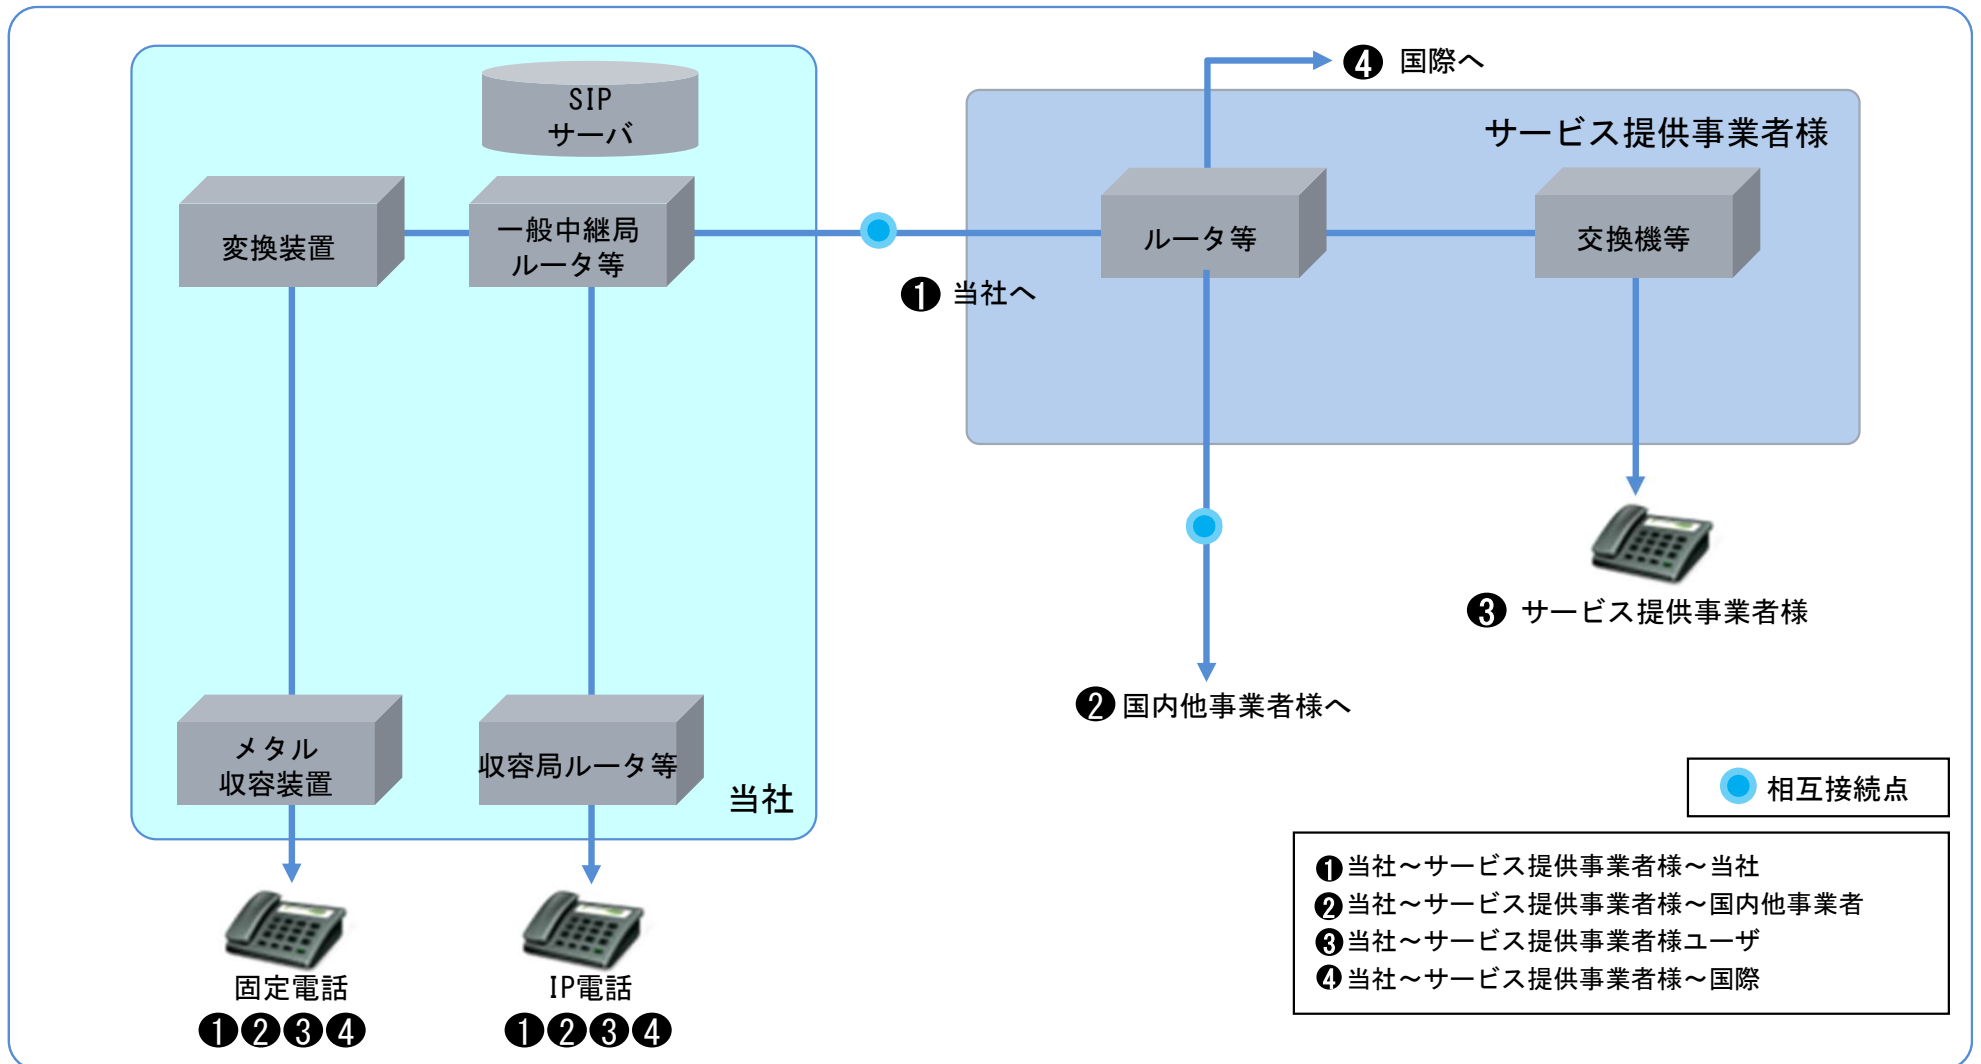 SIP
サーバ
変換装置
一般中継局
ルータ等
❹ 国際へ
サービス提供事業者様
ルータ等
交換機等
❶ 当社へ
❸ サービス提供事業者様
❷ 国内他事業者様へ
メタル
収容装置
収容局ルータ等
当社
相互接続点
❶当社～サービス提供事業者様～当社
❷当社～サービス提供事業者様～国内他事業者
❸当社～サービス提供事業者様ユーザ
❹当社～サービス提供事業者様～国際
固定電話
❶❷❸❹
IP電話
❶❷❸❹